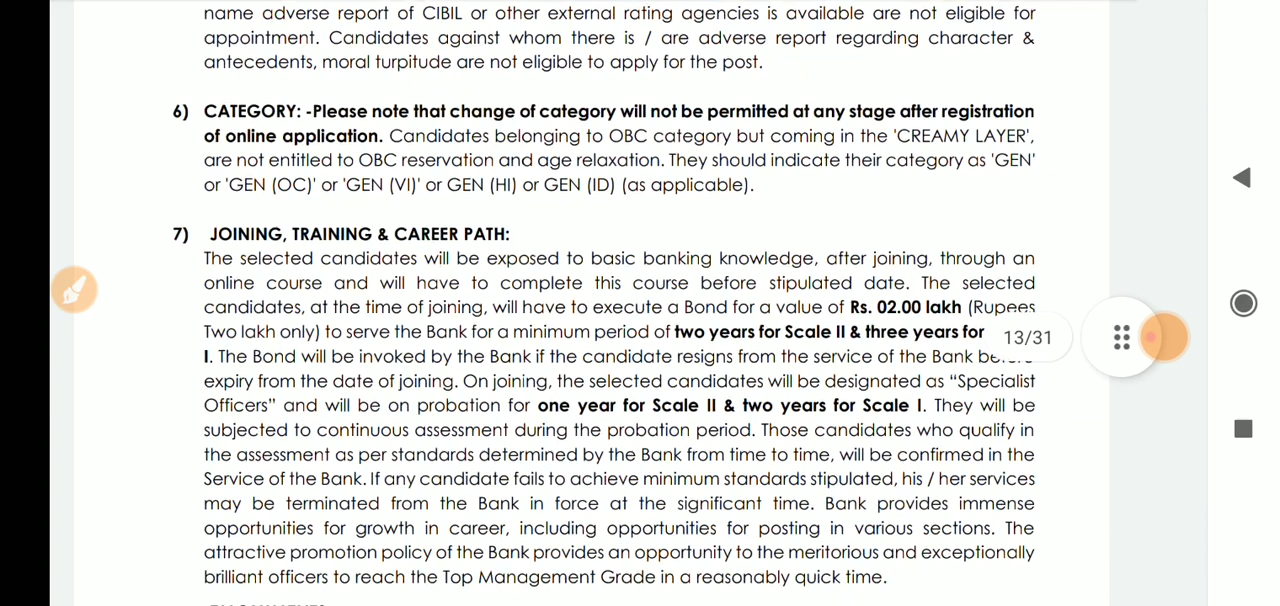 name adverse report of CIBIL or other external rating agencies is available are not eligible for
appointment. Candidates against whom there is / are adverse report regarding character &
antecedents, moral turpitude are not eligible to apply for the post.
6) CATEGORY: -Please note that change of category will not be permitted at any stage after registration
of online application. Candidates belonging to OBC category but coming in the 'CREAMY LAYER',
are not entitled to OBC reservation and age relaxation. They should indicate their category as 'GEN'
or 'GEN (OC)' or 'GEN (VI)' or GEN (HI) or GEN (ID) (as applicable).
7) JOINING, TRAINING & CAREER PATH:
The selected candidates will be exposed to basic banking knowledge, after joining, through an
online course and will have to complete this course before stipulated date. The selected
candidates, at the time of joining, will have to execute a Bond for a value of Rs. 02.00 lakh (Rupees
Two lakh only) to serve the Bank for a minimum period of two years for Scale II & three years for
13/31
I. The Bond will be invoked by the Bank if the candidate resigns from the service of the Bank
expiry from the date of joining. On joining, the selected candidates will be designated as “Specialist
Officers” and will be on probation for one year for Scale II & two years for Scale I. They will be
subjected to continuous assessment during the probation period. Those candidates who qualify in
the assessment as per standards determined by the Bank from time to time, will be confirmed in the
Service of the Bank. If any candidate fails to achieve minimum standards stipulated, his / her services
may be terminated from the Bank in force at the significant time. Bank provides immense
opportunities for growth in career, including opportunities for posting in various sections. The
attractive promotion policy of the Bank provides an opportunity to the meritorious and exceptionally
brilliant officers to reach the Top Management Grade in a reasonably quick time.